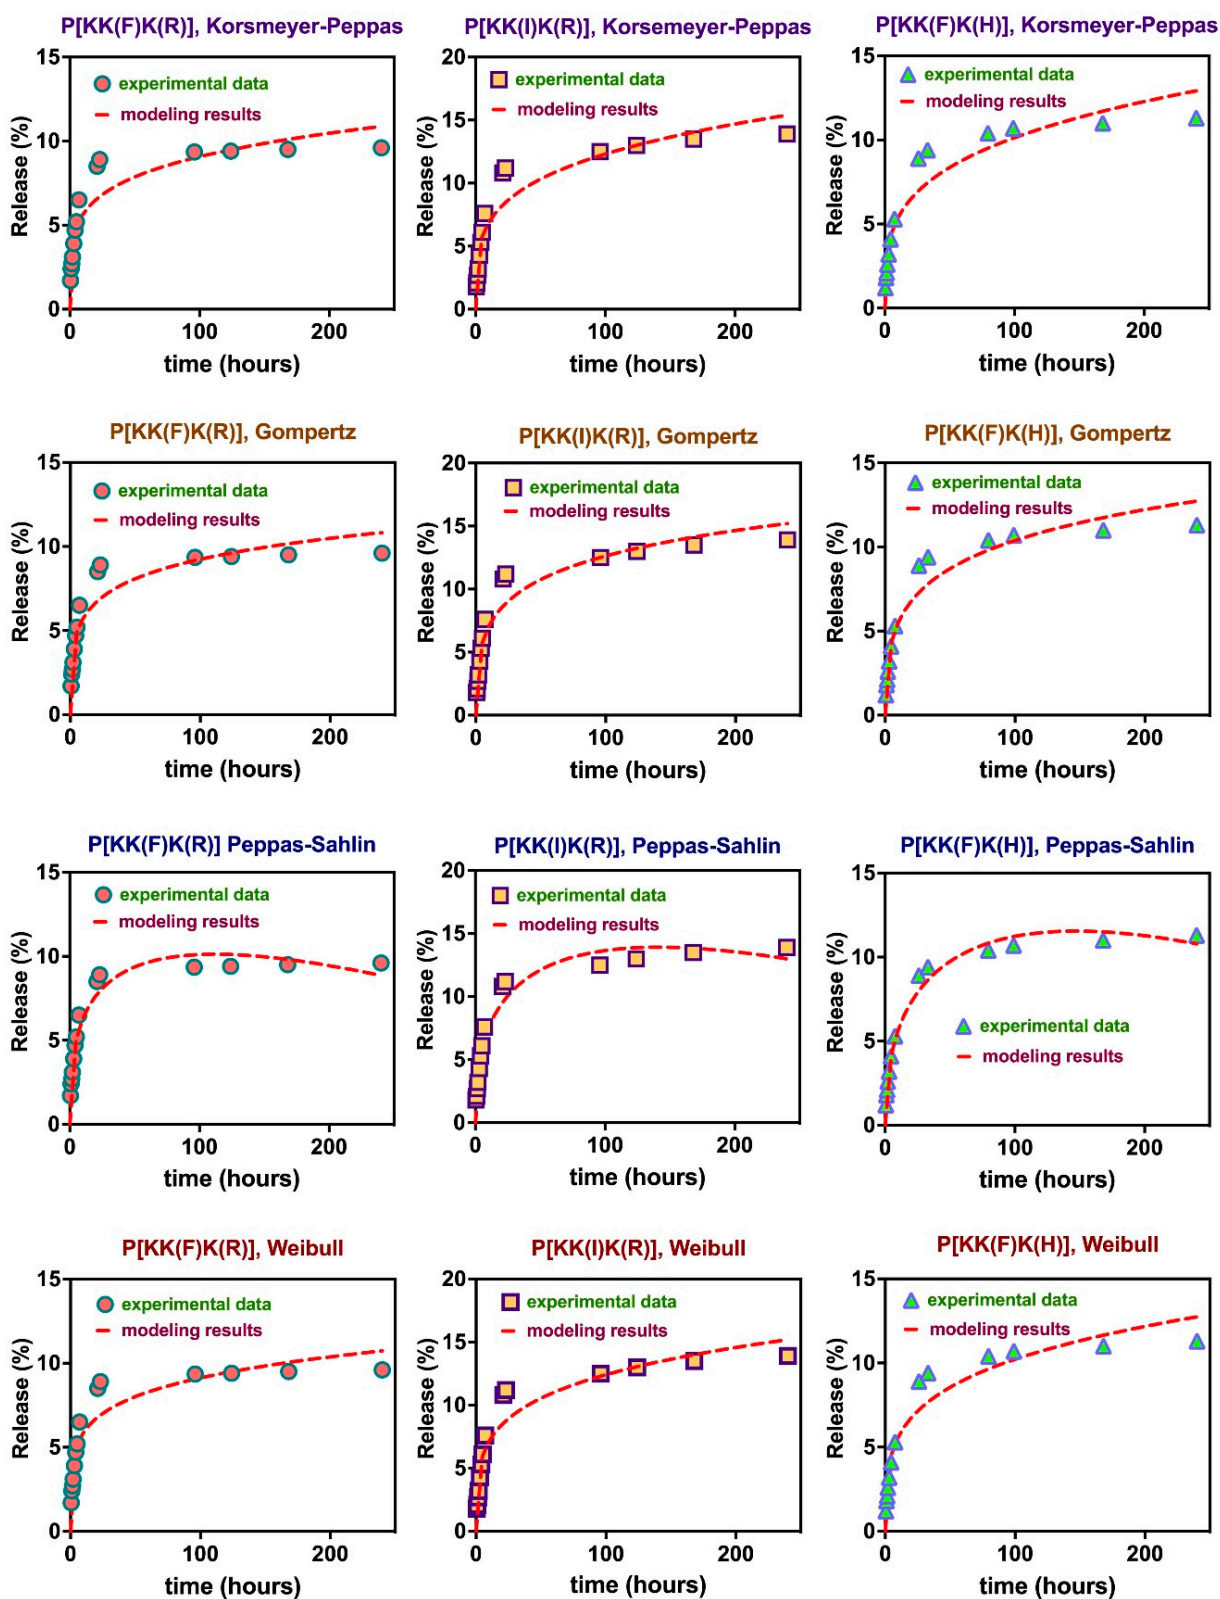 P[KK(F)K(R)], Korsmeyer-Peppas
15
10
5
0
Release (%)
experimental data
modeling results
0 100 200
time (hours)
P[KK(I)K(R)], Korsemeyer-Peppas
20
15
10
5
0
Release (%)
experimental data
modeling results
0 100 200
time (hours)
P[KK(F)K(H)], Korsmeyer-Peppas
15
10
5
0
Release (%)
experimental data
modeling results
0 100 200
time (hours)
P[KK(F)K(R)], Gompertz
15
10
5
0
Release (%)
experimental data
modeling results
0 100 200
time (hours)
P[KK(I)K(R)], Gompertz
20
15
10
5
0
Release (%)
experimental data
modeling results
0 100 200
time (hours)
P[KK(F)K(H)], Gompertz
15
10
5
0
Release (%)
experimental data
modeling results
0 100 200
time (hours)
P[KK(F)K(R)] Peppas-Sahlin
15
10
5
0
Release (%)
experimental data
modeling results
0 100 200
time (hours)
P[KK(I)K(R)], Peppas-Sahlin
20
15
10
5
0
Release (%)
experimental data
modeling results
0 100 200
time (hours)
P[KK(F)K(H)], Peppas-Sahlin
15
10
5
0
Release (%)
experimental data
modeling results
0 100 200
time (hours)
P[KK(F)K(R)], Weibull
15
10
5
0
Release (%)
experimental data
modeling results
0 100 200
time (hours)
P[KK(I)K(R)], Weibull
20
15
10
5
0
Release (%)
experimental data
modeling results
0 100 200
time (hours)
P[KK(F)K(H)], Weibull
15
10
5
0
Release (%)
experimental data
modeling results
0 100 200
time (hours)